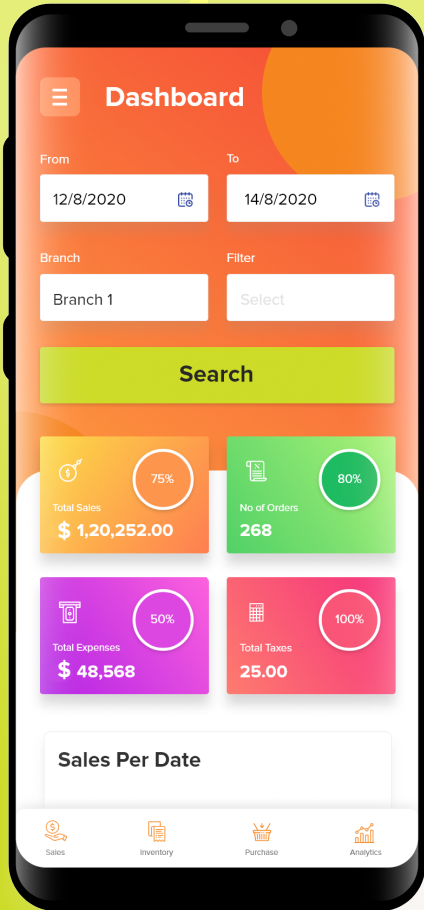 Dashboard
From To
12/8/2020 14/8/2020
Branch Filter
Branch 1 Select
Search
75% 80%
Total Sales No of Orders
$ 1,20,252.00 268
50% 100%
Total Expenses Total Taxes
$ 48,568 25.00
Sales Per Date
Sales Inventory Purchase Analytics